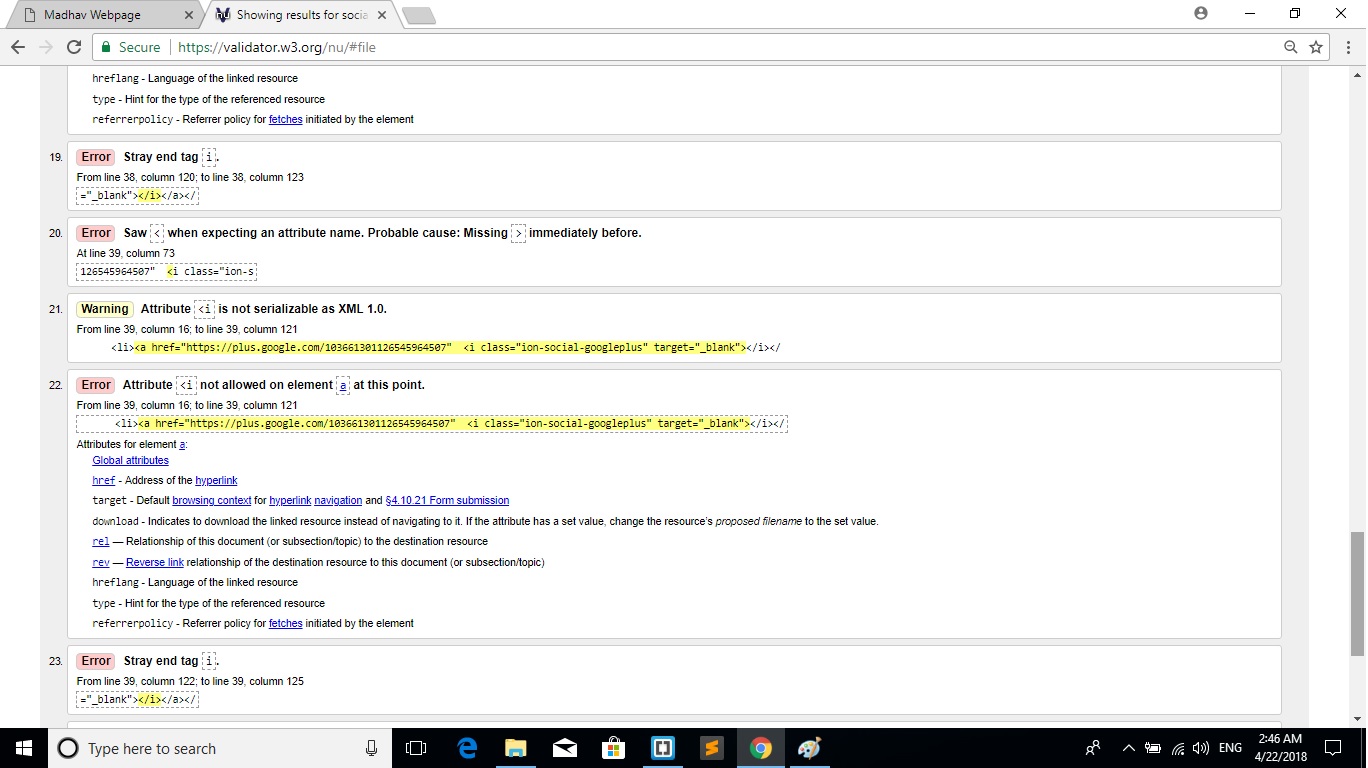 Madhav Webpage
Showing results for socia
Secure https://validator.w3.org/nu/#file
hreflang - Language of the linked resource
type - Hint for the type of the referenced resource
referrerpolicy - Referrer policy for fetches initiated by the element
19. Error Stray end tag i.
From line 38, column 120; to line 38, column 123
="_blank"></i></a></
20. Error Saw < when expecting an attribute name. Probable cause: Missing > immediately before.
At line 39, column 73
126545964507"  <i class="ion-s
21. Warning Attribute <i is not serializable as XML 1.0.
From line 39, column 16; to line 39, column 121
<li><a href="https://plus.google.com/103661301126545964507"  <i class="ion-social-googleplus" target="_blank"></i></
22. Error Attribute <i not allowed on element a at this point.
From line 39, column 16; to line 39, column 121
<li><a href="https://plus.google.com/103661301126545964507"  <i class="ion-social-googleplus" target="_blank"></i></
Attributes for element a:
Global attributes
href - Address of the hyperlink
target - Default browsing context for hyperlink navigation and §4.10.21 Form submission
download - Indicates to download the linked resource instead of navigating to it. If the attribute has a set value, change the resource's proposed filename to the set value.
rel — Relationship of this document (or subsection/topic) to the destination resource
rev — Reverse link relationship of the destination resource to this document (or subsection/topic)
hreflang - Language of the linked resource
type - Hint for the type of the referenced resource
referrerpolicy - Referrer policy for fetches initiated by the element
23. Error Stray end tag i.
From line 39, column 122; to line 39, column 125
="_blank"></i></a></
Type here to search
ENG
2:46 AM
4/22/2018